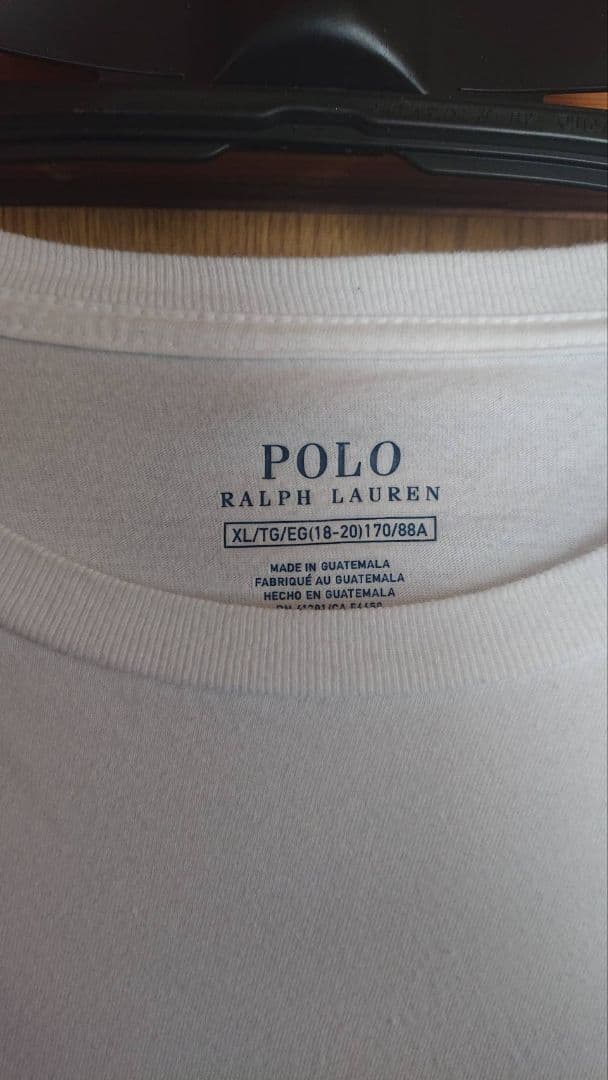 POLO
RALPH LAUREN
XL/TG/EG(18-20)170/88A
MADE IN GUATEMALA
FABRIQUÉ AU GUATEMALA
HECHO EN GUATEMALA